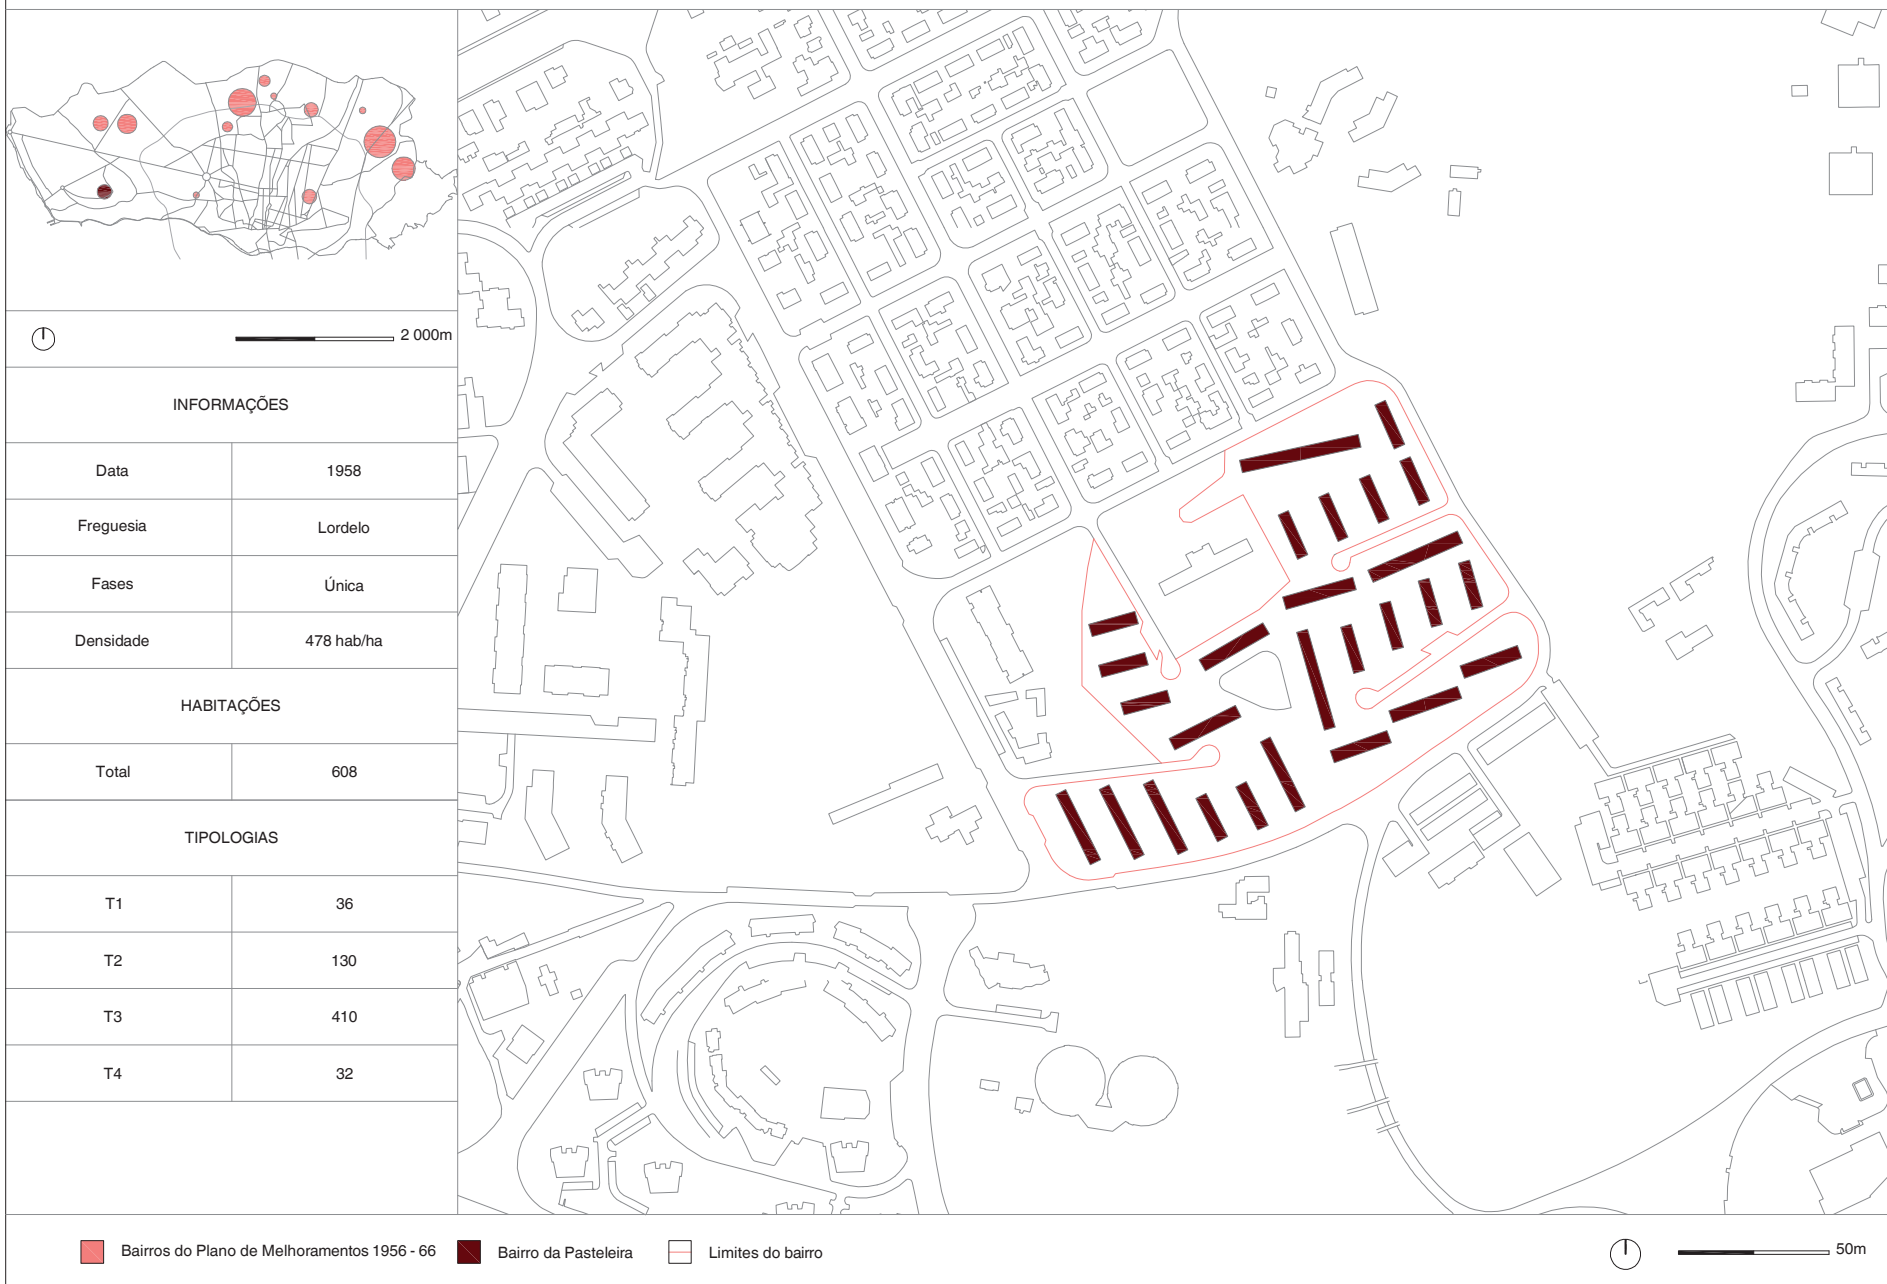 2 000m
INFORMAÇÕES
Data 1958
Freguesia Lordelo
Fases Única
Densidade 478 hab/ha
HABITAÇÕES
Total 608
TIPOLOGIAS
T1 36
T2 130
T3 410
T4 32
Bairros do Plano de Melhoramentos 1956 - 66 Bairro da Pasteleira Limites do bairro 50m